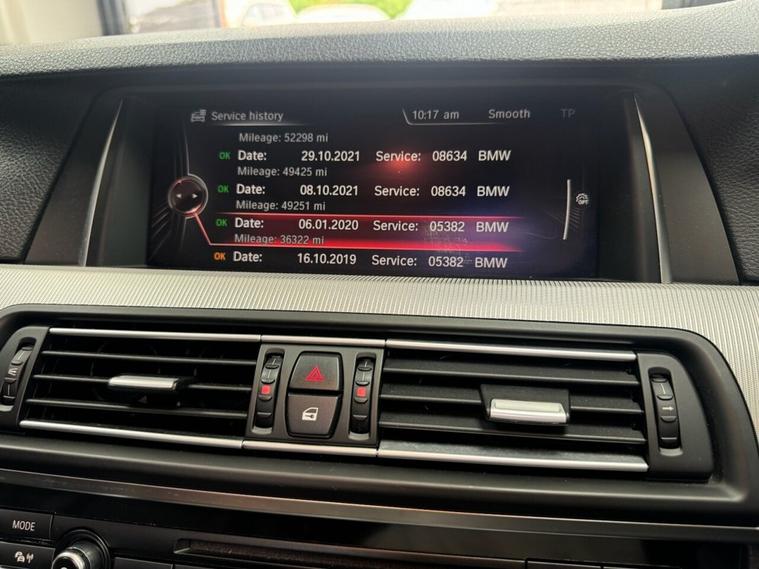 Service history
10:17 am
Smooth
TP
Mileage: 52298 mi
OK Date: 29.10.2021 Service: 08634 BMW
Mileage: 49425 mi
OK Date: 08.10.2021 Service: 08634 BMW
Mileage: 49251 mi
OFF
OK Date: 06.01.2020 Service: 05382 BMW
Mileage: 36322 mi
OK Date: 16.10.2019 Service: 05382 BMW
MODE